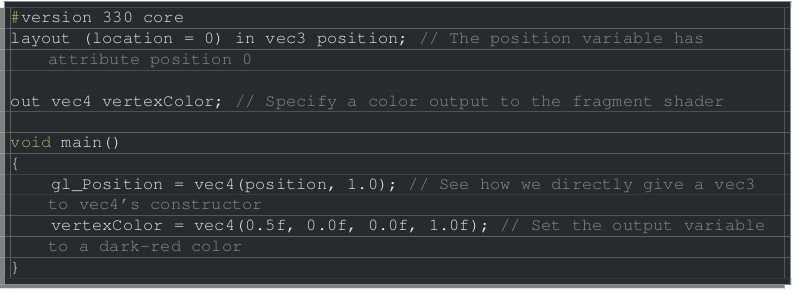 #version 330 core
layout (location = 0) in vec3 position; // The position variable has
attribute position 0
out vec4 vertexColor; // Specify a color output to the fragment shader
void main()
{
gl_Position = vec4(position, 1.0); // See how we directly give a vec3
to vec4's constructor
vertexColor = vec4(0.5f, 0.0f, 0.0f, 1.0f); // Set the output variable
to a dark-red color
}